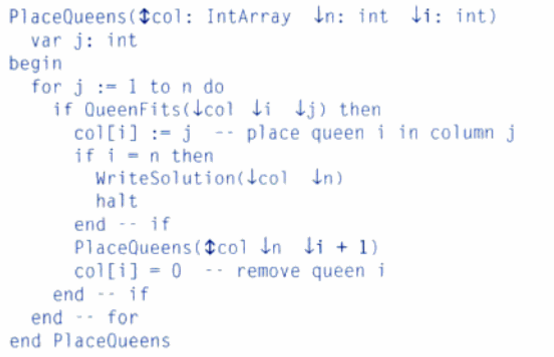 PlaceQueens(↕col: IntArray ↓n: int ↓i: int)
  var j: int
begin
  for j := 1 to n do
    if QueenFits(↓col ↓i ↓j) then
      col[i] := j -- place queen i in column j
      if i = n then
        WriteSolution(↓col ↓n)
        halt
      end -- if
      PlaceQueens(↕col ↓n ↓i + 1)
      col[i] = 0 -- remove queen i
    end -- if
  end -- for
end PlaceQueens